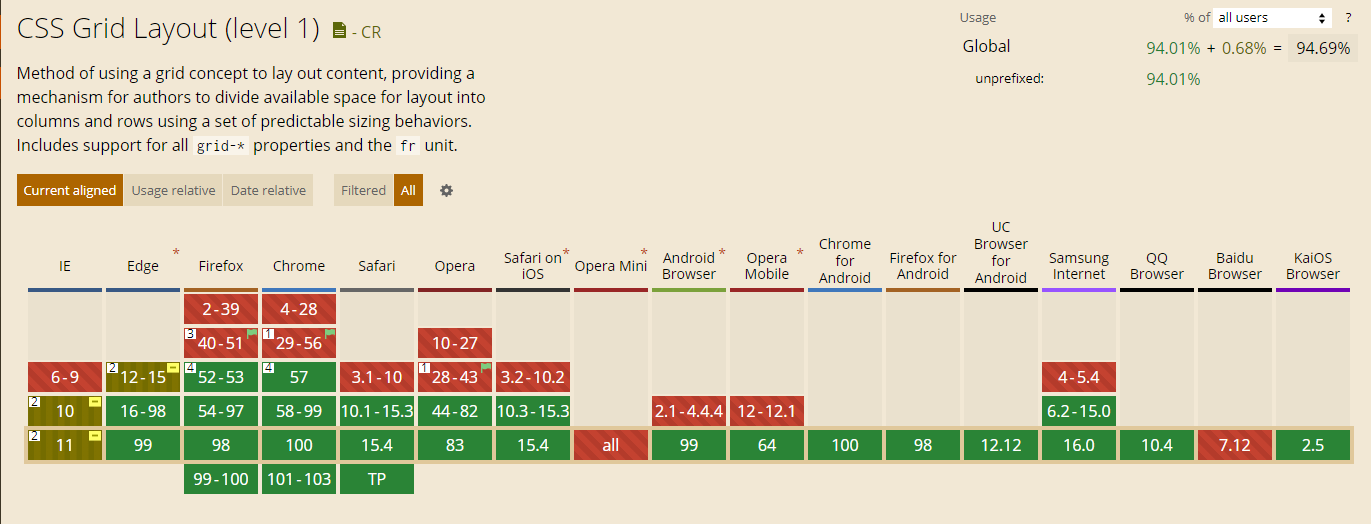 CSS Grid Layout (level 1) - CR
Usage % of all users ?
Global 94.01% + 0.68% = 94.69%
unprefixed: 94.01%
Method of using a grid concept to lay out content, providing a
mechanism for authors to divide available space for layout into
columns and rows using a set of predictable sizing behaviors.
Includes support for all grid-* properties and the fr unit.
Current aligned Usage relative Date relative Filtered All
IE Edge * Firefox Chrome Safari Opera Safari on iOS * Opera Mini * Android Browser * Opera Mobile * Chrome for Android Firefox for Android UC Browser for Android Samsung Internet QQ Browser Baidu Browser KaiOS Browser
2-39 4-28
3 40-51 1 29-56 10-27
6-9 2 12-15 4 52-53 4 57 3.1-10 1 28-43 3.2-10.2 4-5.4
2 10 16-98 54-97 58-99 10.1-15.3 44-82 10.3-15.3 2.1-4.4.4 12-12.1 6.2-15.0
2 11 99 98 100 15.4 83 15.4 all 99 64 100 98 12.12 16.0 10.4 7.12 2.5
99-100 101-103 TP